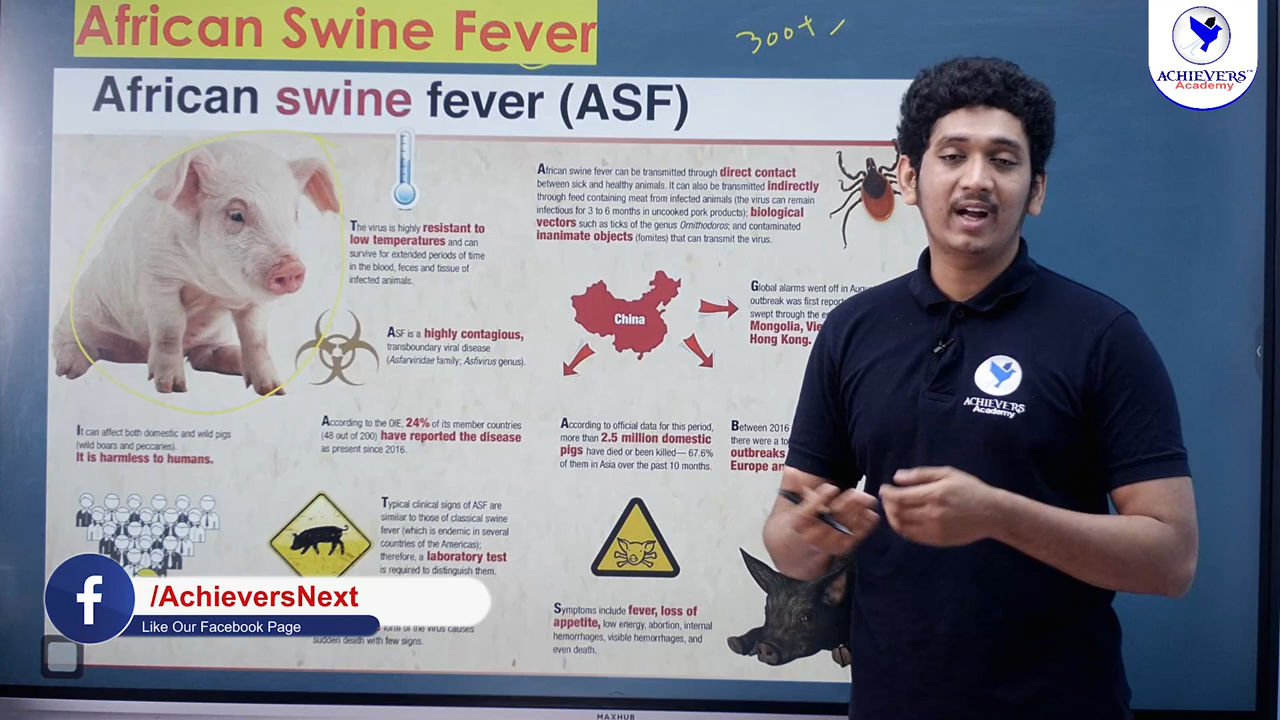 African Swine Fever
300+
ACHIEVERS™
Academy
African swine fever (ASF)
African swine fever can be transmitted through direct contact
between sick and healthy animals. It can also be transmitted indirectly
through feed containing meat from infected animals (the virus can remain
infectious for 3 to 6 months in uncooked pork products); biological
vectors such as ticks of the genus Ornithodoros; and contaminated
inanimate objects (fomites) that can transmit the virus.
The virus is highly resistant to
low temperatures and can
survive for extended periods of time
in the blood, feces and tissue of
infected animals.
China
Global alarms went off in
outbreak was first
swept through the
Mongolia,
Hong Kong.
ASF is a highly contagious,
transboundary viral disease
(Asfarviridae family; Asfivirus genus).
ACHIEVERS
Academy
It can affect both domestic and wild pigs
(wild boars and peccaries).
It is harmless to humans.
According to the OIE, 24% of its member countries
(48 out of 200) have reported the disease
as present since 2016.
According to official data for this period,
more than 2.5 million domestic
pigs have died or been killed— 67.6%
of them in Asia over the past 10 months.
Between 2016
there were a
outbreaks
Europe
Typical clinical signs of ASF are
similar to those of classical swine
fever (which is endemic in several
countries of the Americas);
therefore, a laboratory test
is required to distinguish them.
f
/AchieversNext
Like Our Facebook Page
form of the virus causes
sudden death with few signs.
Symptoms include fever, loss of
appetite, low energy, abortion, internal
hemorrhages, visible hemorrhages, and
even death.
MAXHUB